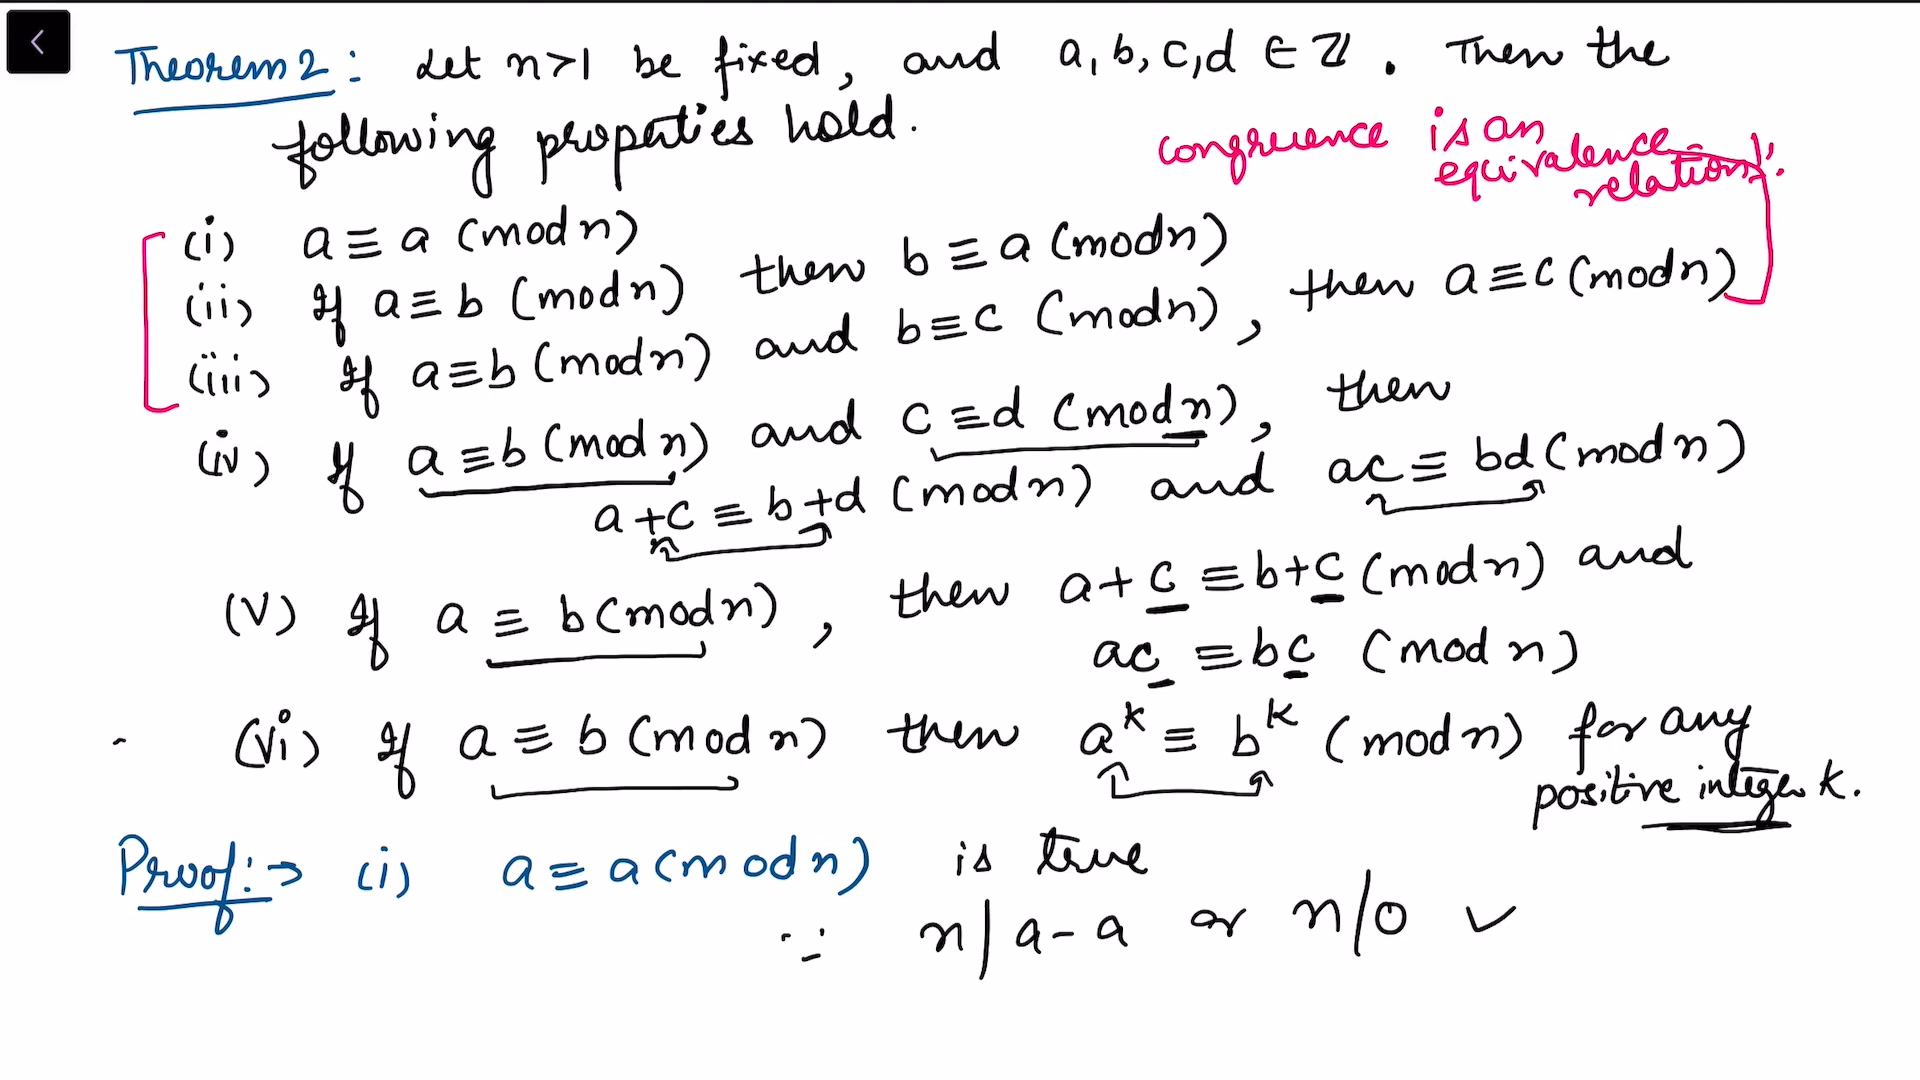 Theorem 2 : Let n>1 be fixed, and a, b, c, d ∈ ℤ. Then the
following properties hold.
congruence is an
equivalence
relation.
(i) a ≡ a (mod n)
(ii) If a ≡ b (mod n) then b ≡ a (mod n)
(iii) If a ≡ b (mod n) and b ≡ c (mod n), then a ≡ c (mod n)
(iv) If a ≡ b (mod n) and c ≡ d (mod n), then
a+c ≡ b+d (mod n) and ac ≡ bd (mod n)
(v) If a ≡ b (mod n), then a+c ≡ b+c (mod n) and
ac ≡ bc (mod n)
(vi) If a ≡ b (mod n) then a^k ≡ b^k (mod n) for any
positive integer k.
Proof:→ (i) a ≡ a (mod n) is true
∵ n | a-a or n/0 ✓